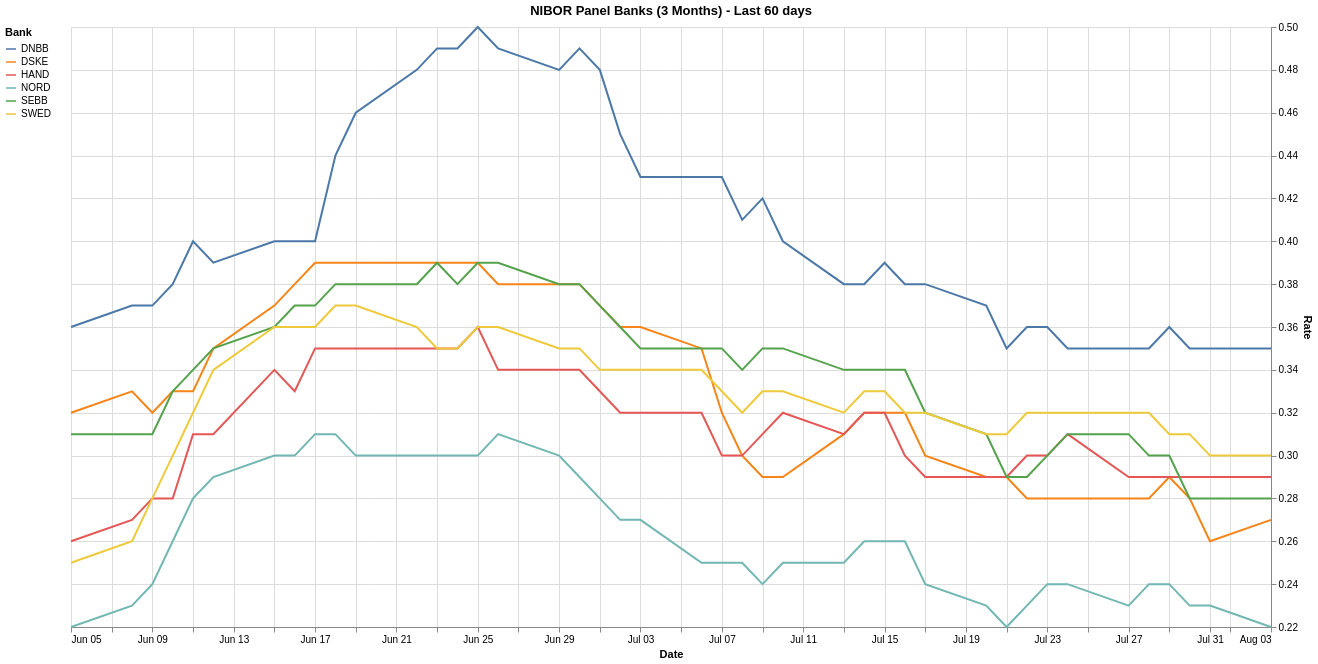 NIBOR Panel Banks (3 Months) - Last 60 days
Bank
DNBB
DSKE
HAND
NORD
SEBB
SWED
0.50
0.48
0.46
0.44
0.42
0.40
0.38
0.36
0.34
0.32
0.30
0.28
0.26
0.24
0.22
Rate
Jun 05 Jun 09 Jun 13 Jun 17 Jun 21 Jun 25 Jun 29 Jul 03 Jul 07 Jul 11 Jul 15 Jul 19 Jul 23 Jul 27 Jul 31 Aug 03
Date